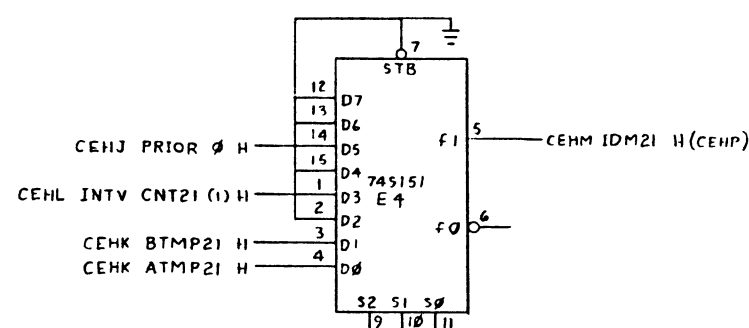 7
STB
12 D7
13 D6
CEHJ PRIOR Ø H 14 D5
15 D4
CEHL INTV CNT21 (1) H 1 D3
2 D2
CEHK BTMP21 H 3 D1
CEHK ATMP21 H 4 DØ
74S151
E4
f1 5 CEHM IDM21 H (CEHP)
fØ 6
S2 S1 SØ
9 1Ø 11